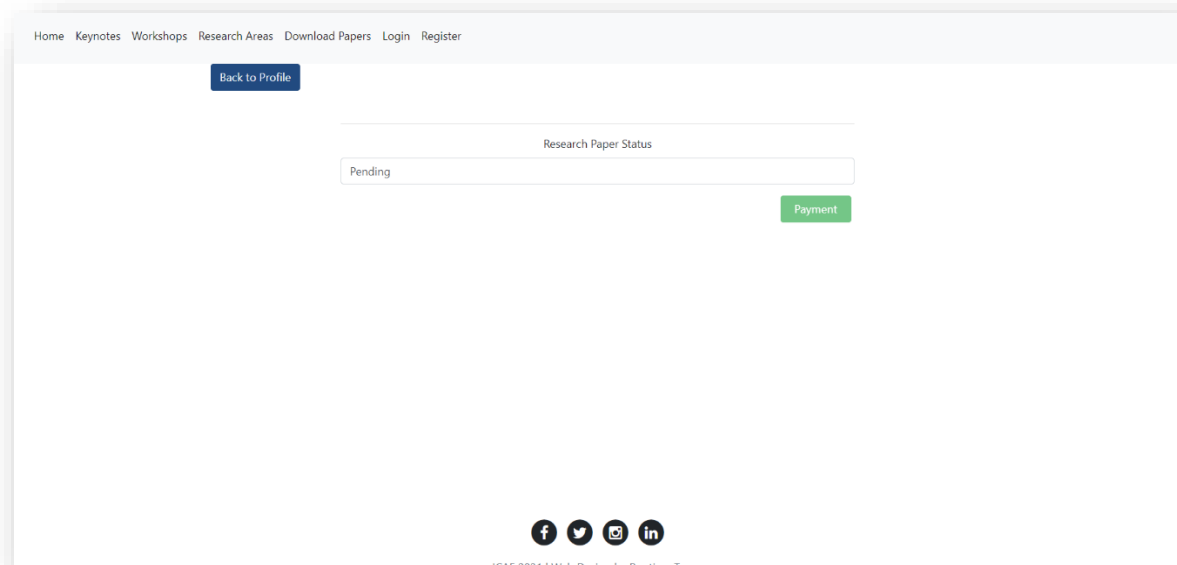 Home Keynotes Workshops Research Areas Download Papers Login Register
Back to Profile
Research Paper Status
Pending
Payment